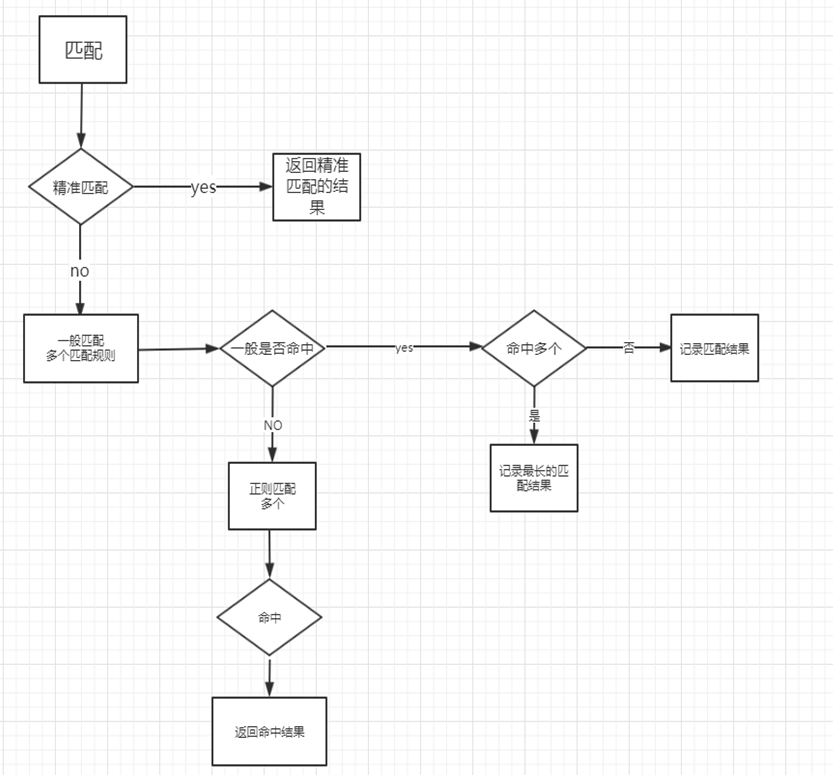 匹配
精准匹配
yes
返回精准
匹配的结
果
no
一般匹配
多个匹配规则
一般是否命中
yes
命中多个
否
记录匹配结果
是
记录最长的匹
配结果
NO
正则匹配
多个
命中
返回命中结果